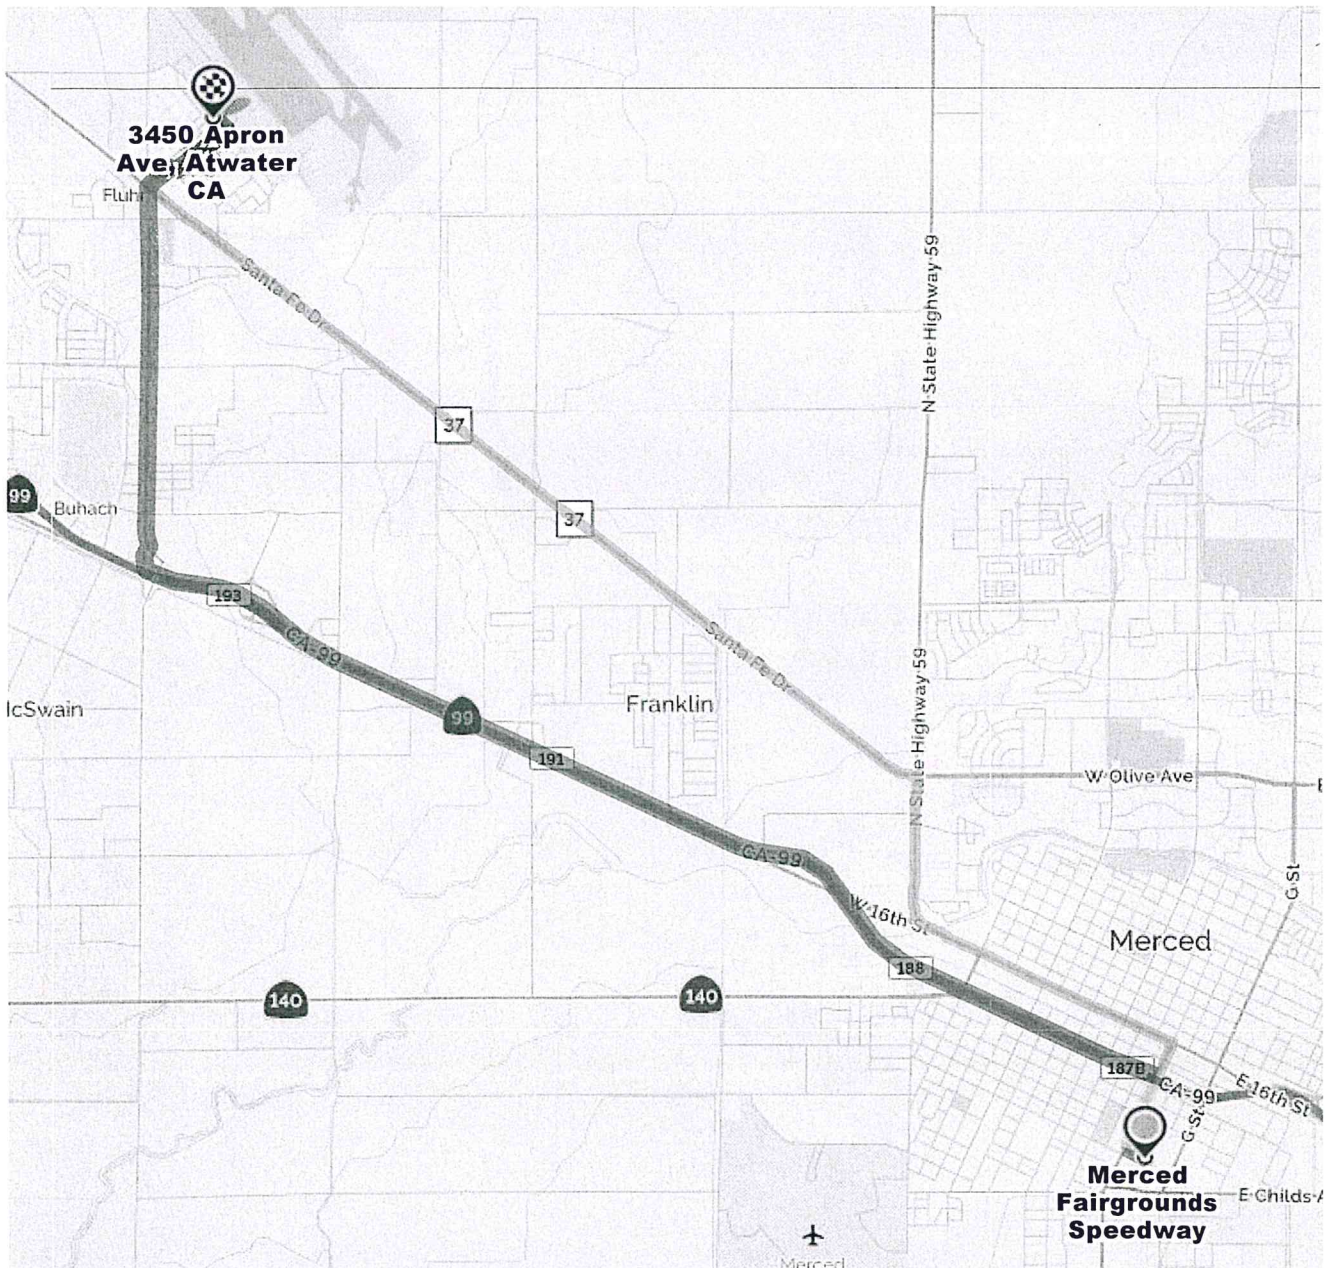 3450 Apron
Ave, Atwater
CA
Fluhr
Santa Fe Dr
N State Highway 59
37
99
Buhach
37
193
CA-99
Santa Fe Dr
N State Highway 59
Franklin
McSwain
99
191
W Olive Ave
CA-99
G St
W 16th St
Merced
188
140
140
187B
CA-99
E 16th St
G St
Merced
Fairgrounds
Speedway
E Childs A
Merced